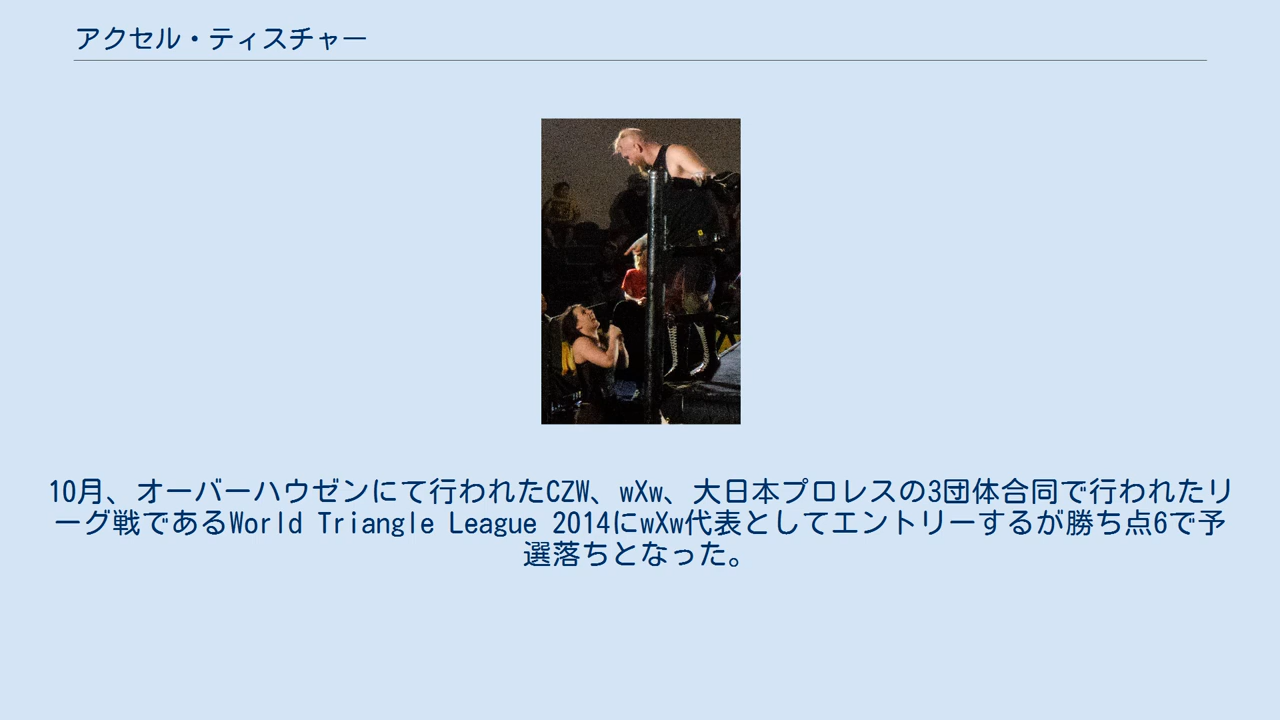 アクセル・ティスチャー
10月、オーバーハウゼンにて行われたCZW、wXw、大日本プロレスの3団体合同で行われたリ
ーグ戦であるWorld Triangle League 2014にwXw代表としてエントリーするが勝ち点6で予
選落ちとなった。